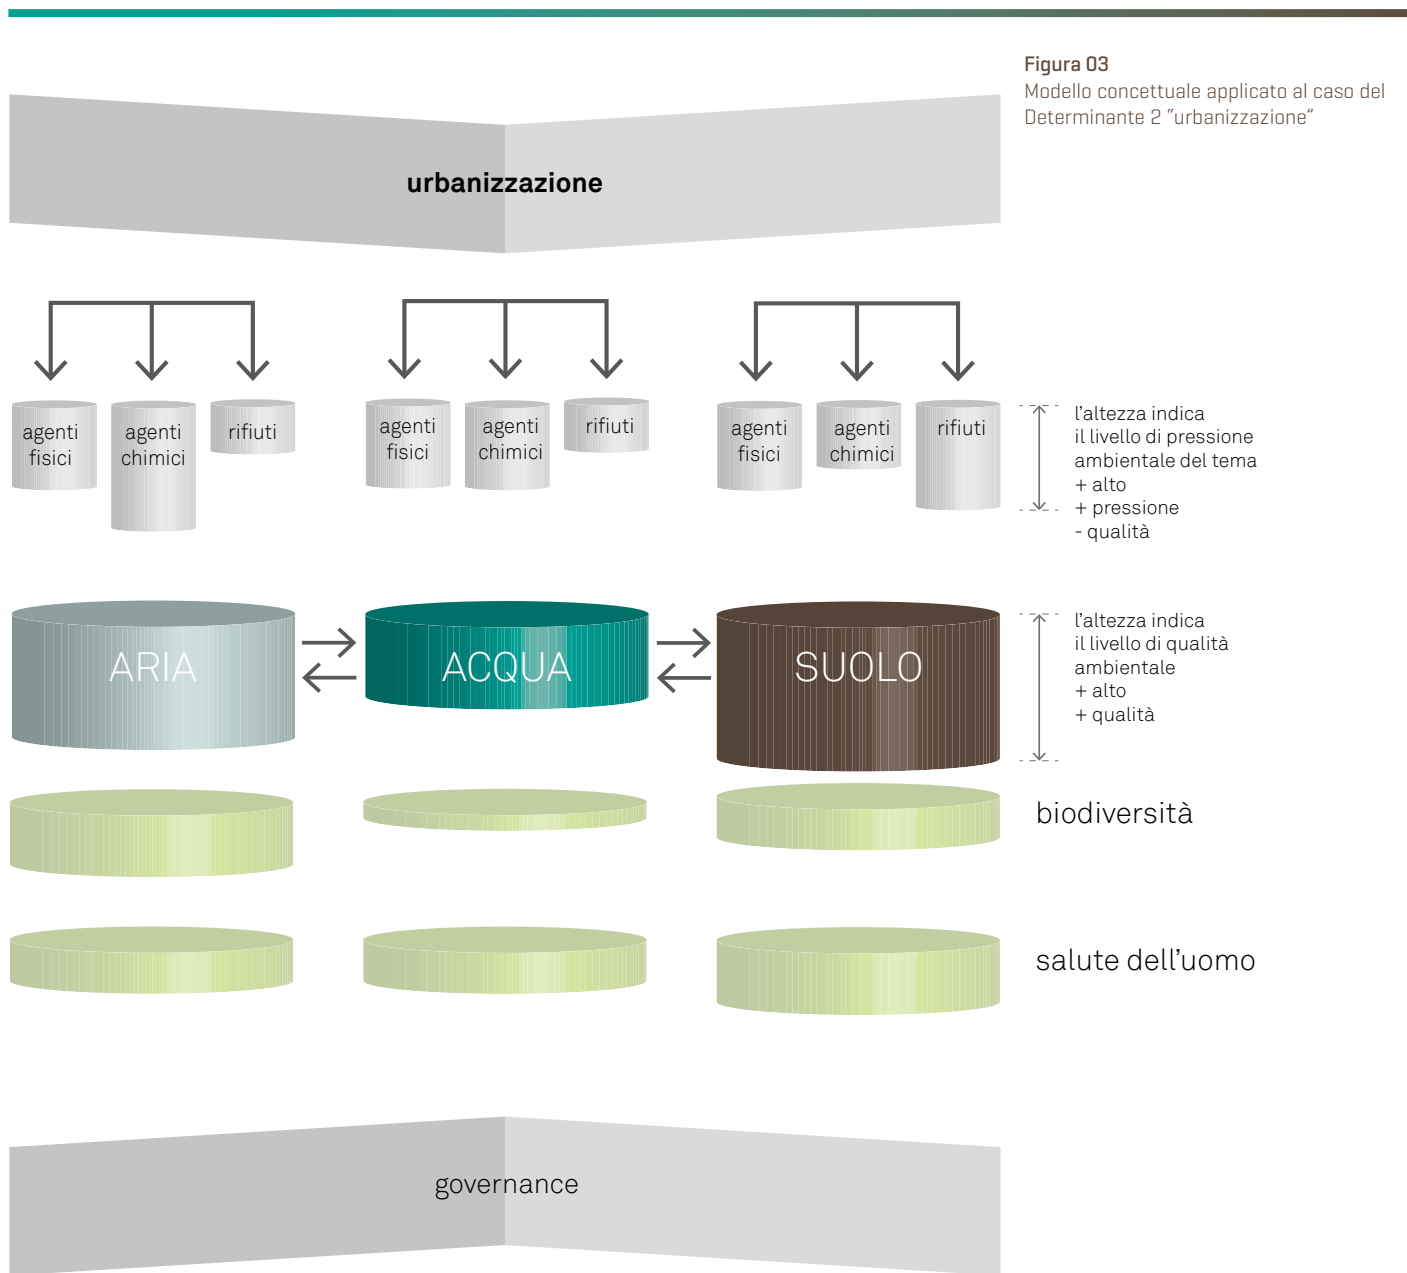 Figura 03
Modello concettuale applicato al caso del
Determinante 2 “urbanizzazione”
urbanizzazione
agenti
fisici
agenti
chimici
rifiuti
agenti
fisici
agenti
chimici
rifiuti
agenti
fisici
agenti
chimici
rifiuti
l'altezza indica
il livello di pressione
ambientale del tema
+ alto
+ pressione
- qualità
ARIA
ACQUA
SUOLO
l'altezza indica
il livello di qualità
ambientale
+ alto
+ qualità
biodiversità
salute dell'uomo
governance